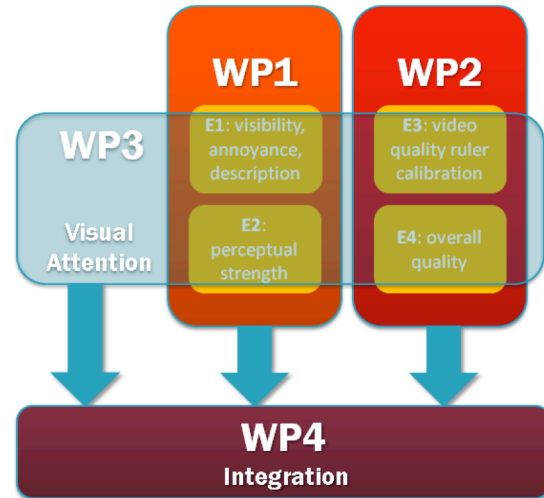 WP1
WP2
E1: visibility,
annoyance,
description
E3: video
quality ruler
calibration
WP3
Visual
Attention
E2:
perceptual
strength
E4: overall
quality
WP4
Integration